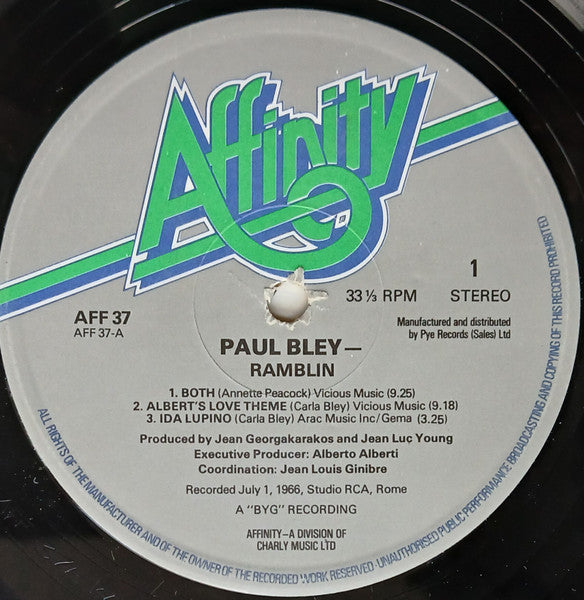 Affinity
33 ⅓ RPM
1
STEREO
AFF 37
AFF 37-A
Manufactured and distributed
by Pye Records (Sales) Ltd
PAUL BLEY—
RAMBLIN
1. BOTH (Annette Peacock) Vicious Music (9.25)
2. ALBERT'S LOVE THEME (Carla Bley) Vicious Music (9.18)
3. IDA LUPINO (Carla Bley) Arac Music Inc/Gema (3.25)
Produced by Jean Georgakarakos and Jean Luc Young
Executive Producer: Alberto Alberti
Coordination: Jean Louis Ginibre
Recorded July 1, 1966, Studio RCA, Rome
A "BYG" RECORDING
AFFINITY—A DIVISION OF
CHARLY MUSIC LTD
ALL RIGHTS OF THE MANUFACTURER AND OF THE OWNER OF THE RECORDED WORK RESERVED · UNAUTHORISED PUBLIC PERFORMANCE BROADCASTING AND COPYING OF THIS RECORD PROHIBITED